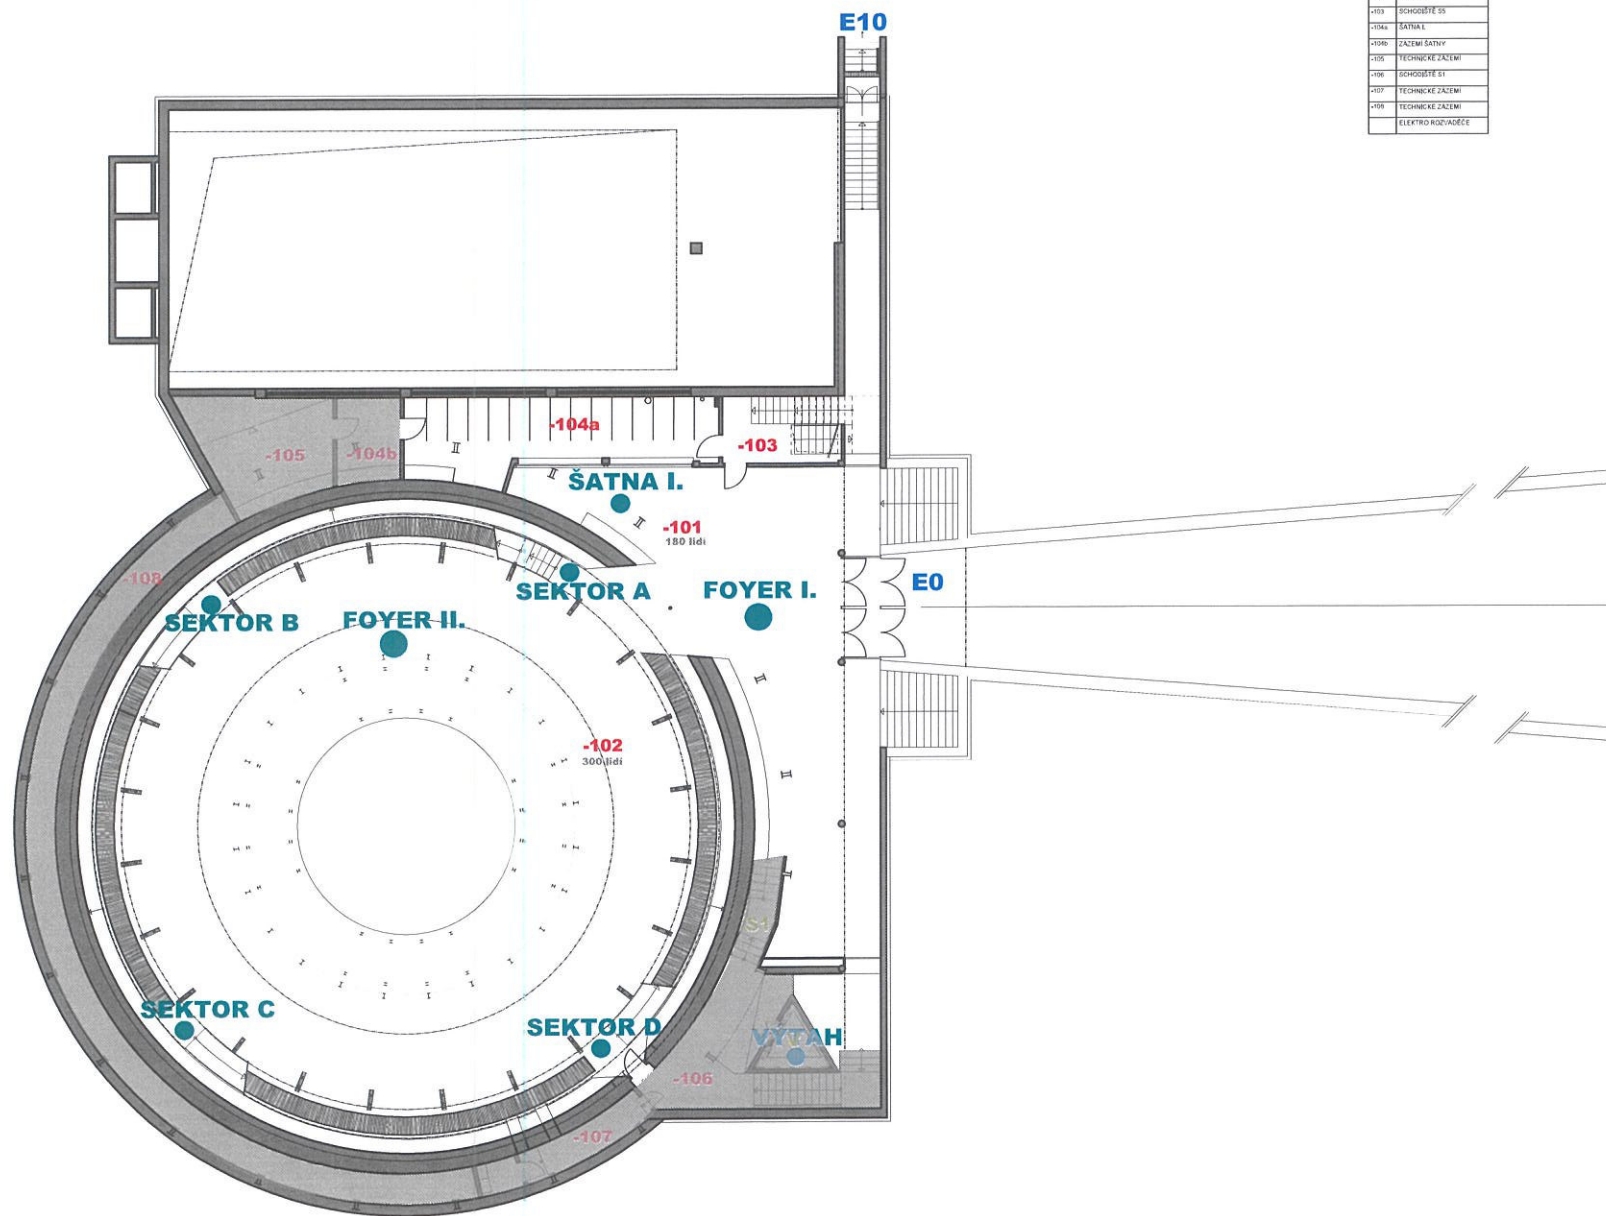 E10
-103 SCHODIŠTĚ S5
-104a ŠATNA I.
-104b ZÁZEMÍ ŠATNY
-105 TECHNICKÉ ZÁZEMÍ
-106 SCHODIŠTĚ S1
-107 TECHNICKÉ ZÁZEMÍ
-108 TECHNICKÉ ZÁZEMÍ
ELEKTRO ROZVADĚČE
-104a
-103
-105
-104b
ŠATNA I.
-101
180 lidí
-108
SEKTOR A
FOYER I.
E0
SEKTOR B
FOYER II.
-102
300 lidí
S1
SEKTOR C
SEKTOR D
VÝTAH
-106
-107